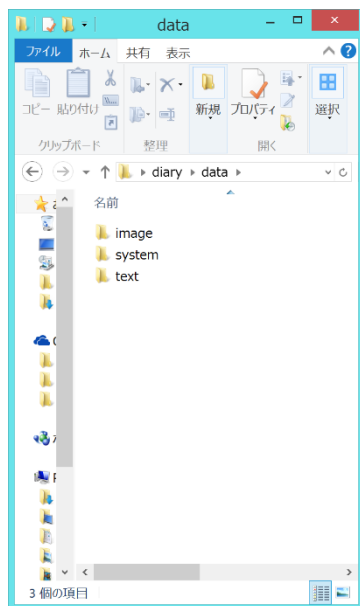 data
ファイル ホーム 共有 表示
コピー 貼り付け 新規 プロパティ 選択
クリップボード 整理 開く
diary data
名前
image
system
text
3 個の項目